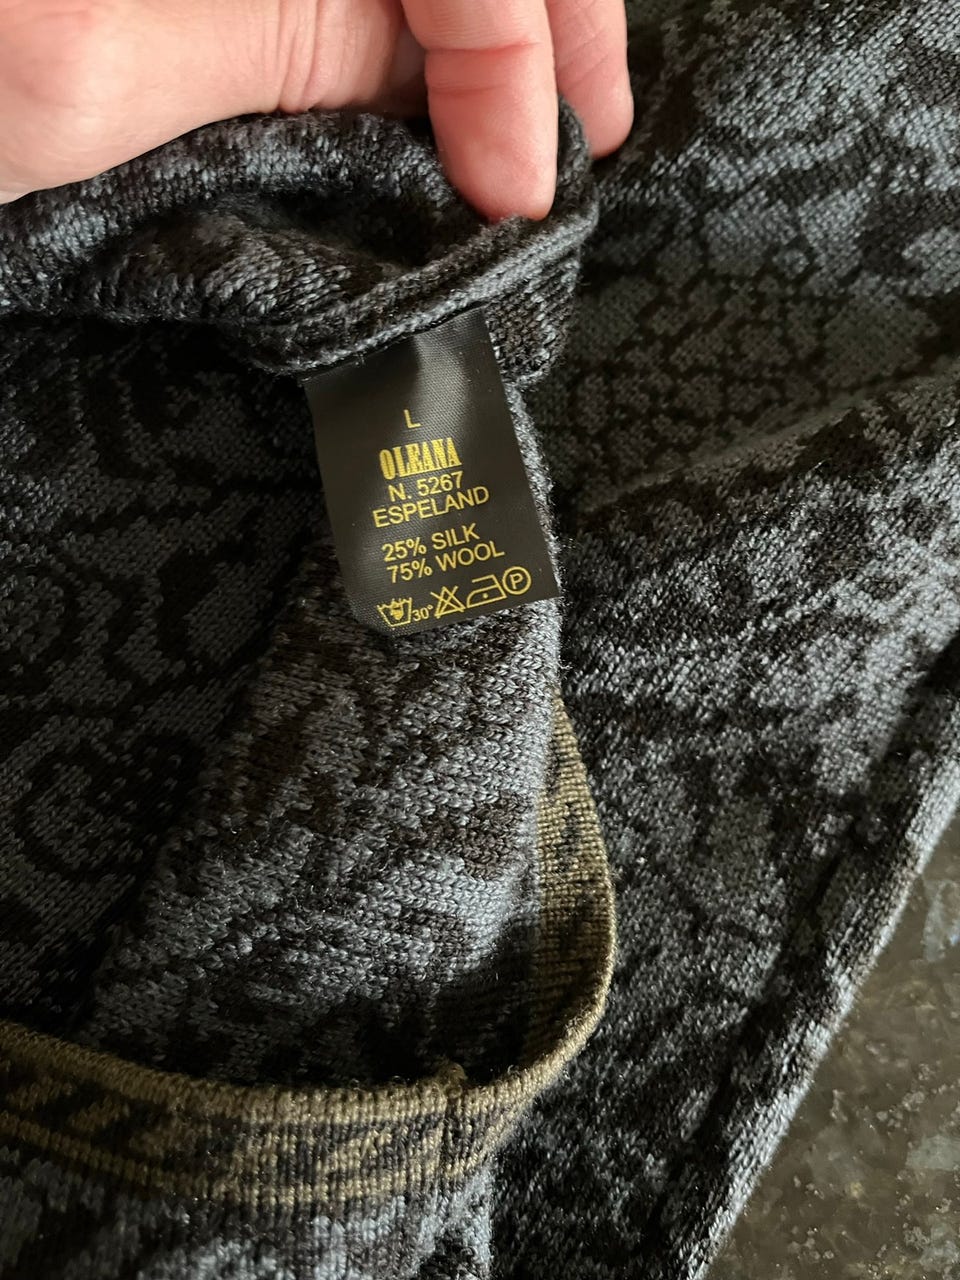 L
OLEANA
N. 5267
ESPELAND
25% SILK
75% WOOL
30° P